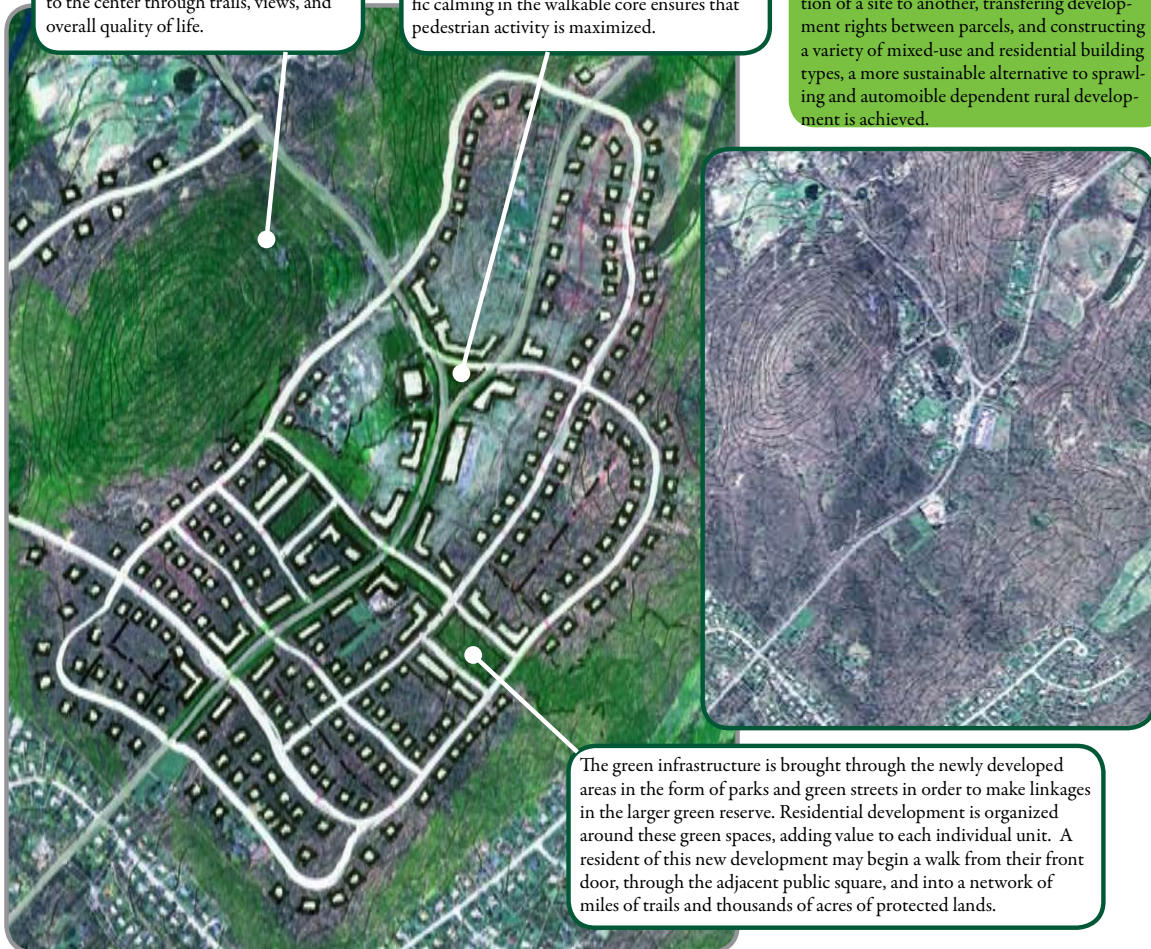 to the center through trails, views, and
overall quality of life.
fic calming in the walkable core ensures that
pedestrian activity is maximized.
tion of a site to another, transfering develop-
ment rights between parcels, and constructing
a variety of mixed-use and residential building
types, a more sustainable alternative to sprawl-
ing and automoible dependent rural develop-
ment is achieved.
The green infrastructure is brought through the newly developed
areas in the form of parks and green streets in order to make linkages
in the larger green reserve. Residential development is organized
around these green spaces, adding value to each individual unit. A
resident of this new development may begin a walk from their front
door, through the adjacent public square, and into a network of
miles of trails and thousands of acres of protected lands.